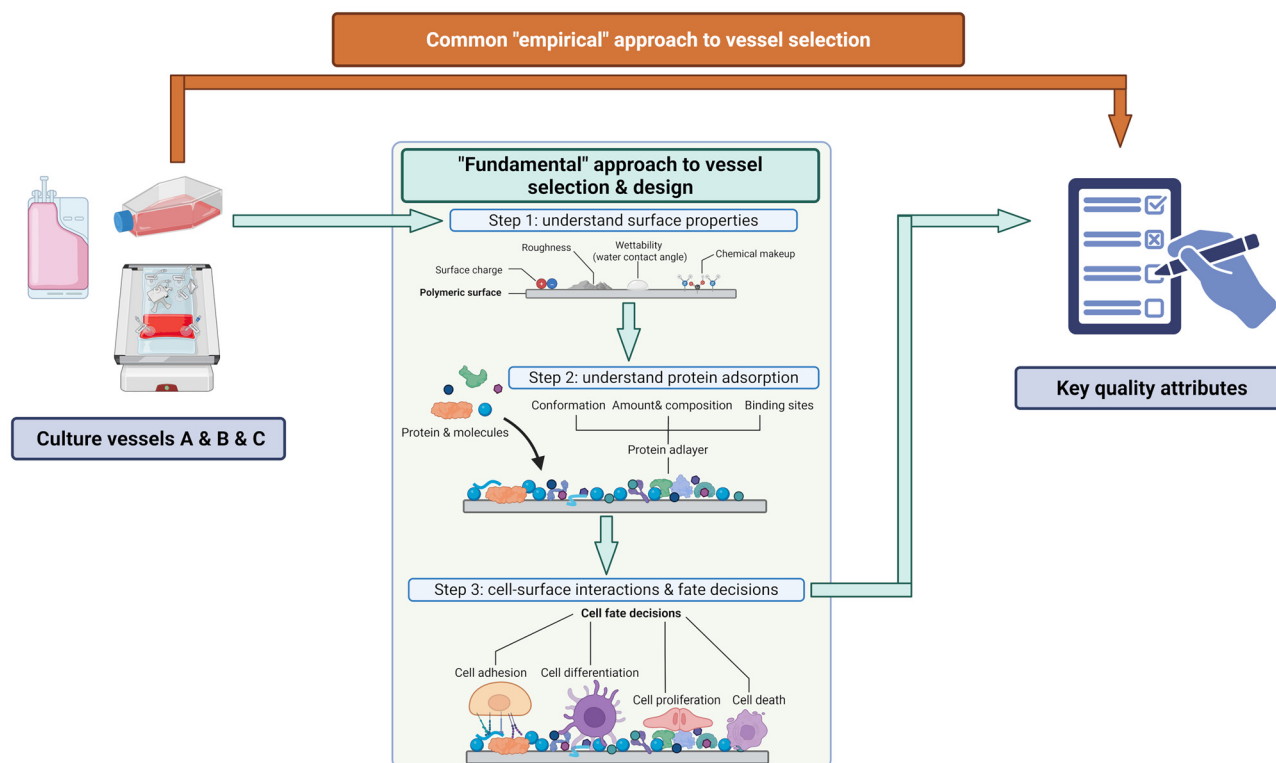 Common "empirical" approach to vessel selection
"Fundamental" approach to vessel
selection & design
Step 1: understand surface properties
Roughness
Wettability
(water contact angle)
Chemical makeup
Surface charge
Polymeric surface
Step 2: understand protein adsorption
Conformation
Amount& composition
Binding sites
Protein & molecules
Protein adlayer
Step 3: cell-surface interactions & fate decisions
Cell fate decisions
Cell adhesion
Cell differentiation
Cell proliferation
Cell death
Culture vessels A & B & C
Key quality attributes